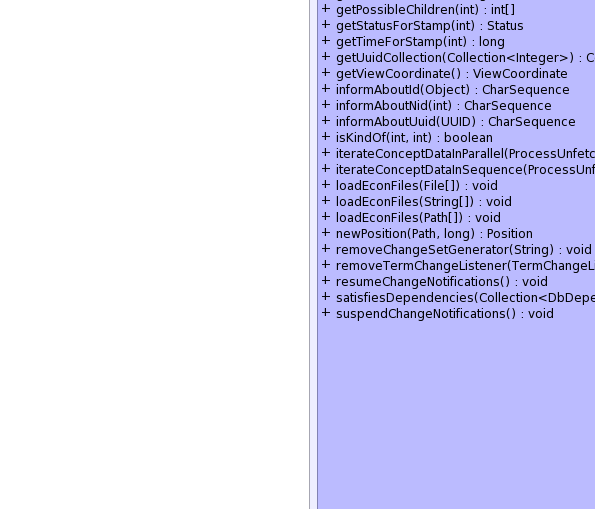 + getPossibleChildren(int) : int[]
+ getStatusForStamp(int) : Status
+ getTimeForStamp(int) : long
+ getUuidCollection(Collection<Integer>) : C
+ getViewCoordinate() : ViewCoordinate
+ informAboutId(Object) : CharSequence
+ informAboutNid(int) : CharSequence
+ informAboutUuid(UUID) : CharSequence
+ isKindOf(int, int) : boolean
+ iterateConceptDataInParallel(ProcessUnfetc
+ iterateConceptDataInSequence(ProcessUnf
+ loadEconFiles(File[]) : void
+ loadEconFiles(String[]) : void
+ loadEconFiles(Path[]) : void
+ newPosition(Path, long) : Position
+ removeChangeSetGenerator(String) : void
+ removeTermChangeListener(TermChangeL
+ resumeChangeNotifications() : void
+ satisfiesDependencies(Collection<DbDepe
+ suspendChangeNotifications() : void